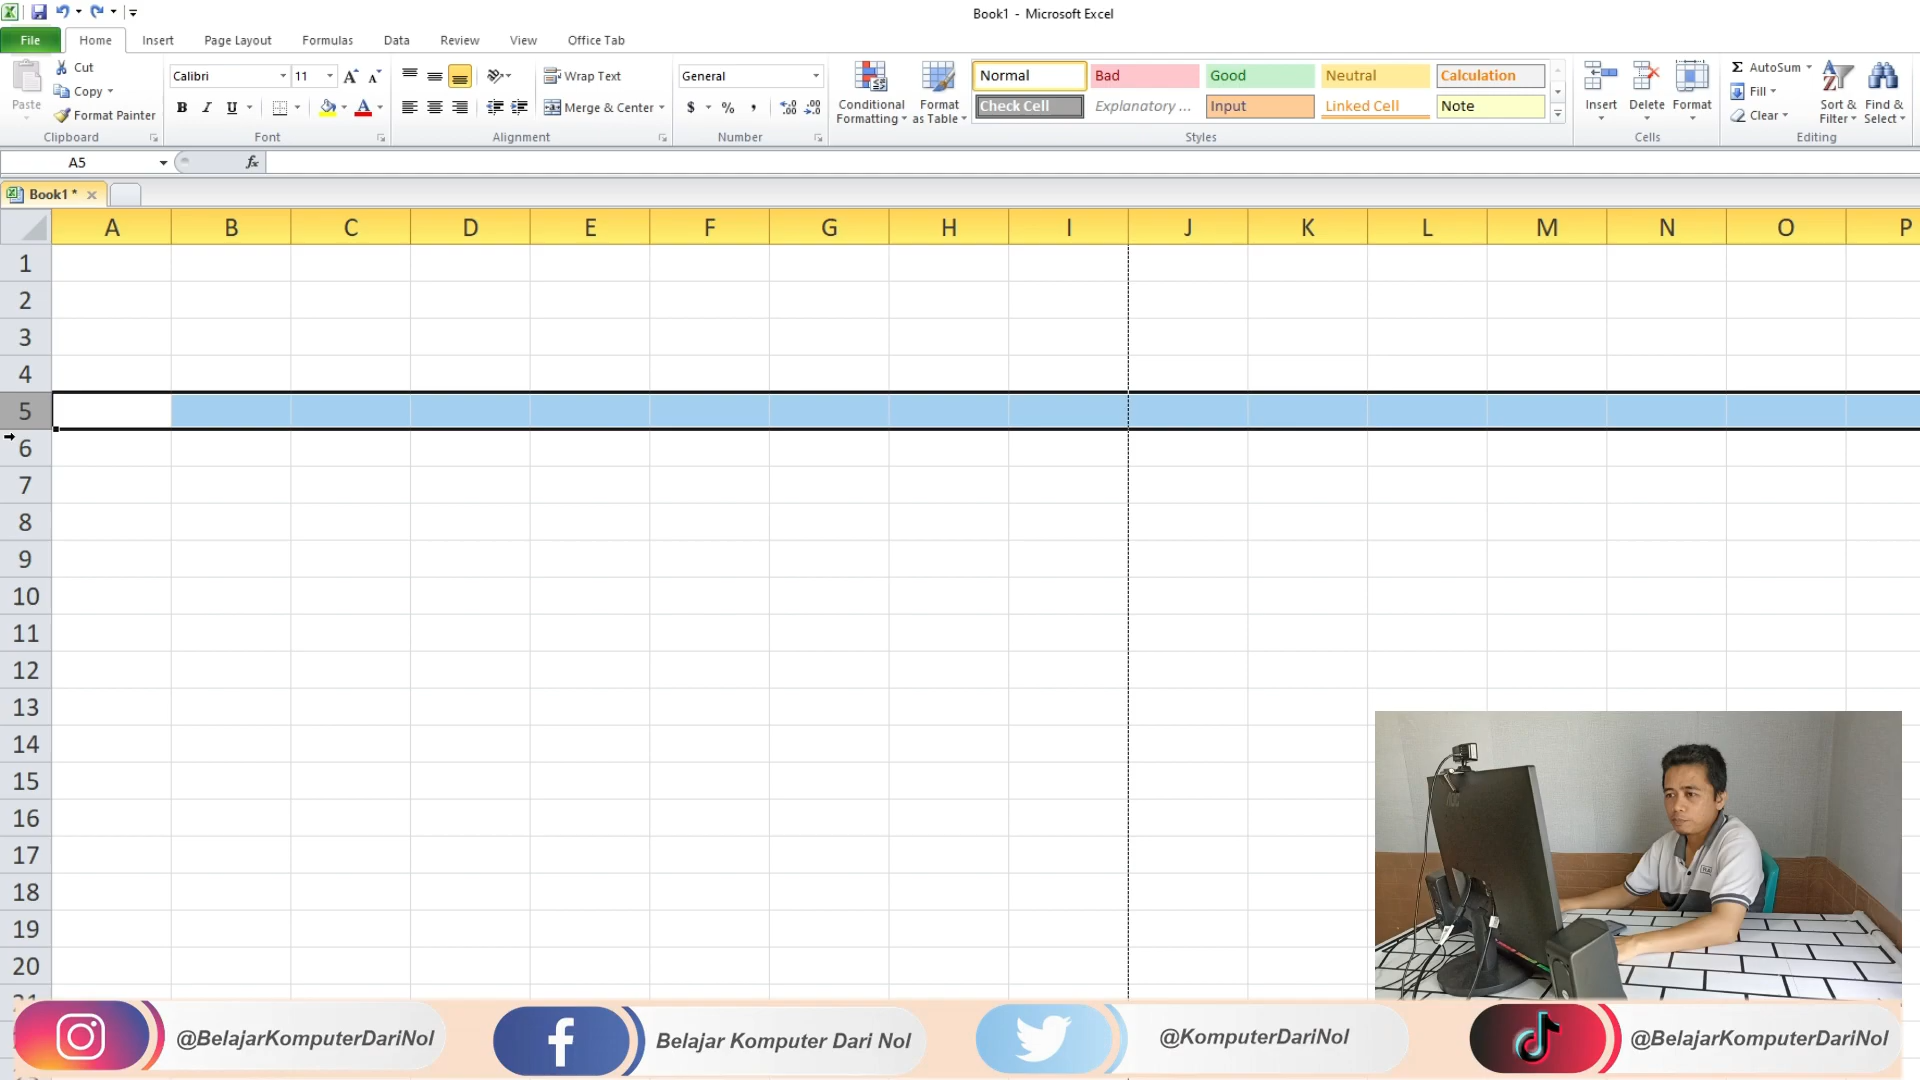 Book1 - Microsoft Excel
File Home Insert Page Layout Formulas Data Review View Office Tab
Paste
Cut
Copy
Format Painter
Clipboard
Calibri 11
B I U
Font
Wrap Text
Merge & Center
Alignment
General
$ % ,
Number
Conditional Formatting
Format as Table
Normal Bad Good Neutral Calculation
Check Cell Explanatory ... Input Linked Cell Note
Styles
Insert Delete Format
Cells
Σ AutoSum
Fill
Clear
Sort & Filter
Find & Select
Editing
A5 fx
Book1 *
A B C D E F G H I J K L M N O P
1
2
3
4
5
6
7
8
9
10
11
12
13
14
15
16
17
18
19
20
@BelajarKomputerDariNol
Belajar Komputer Dari Nol
@KomputerDariNol
@BelajarKomputerDariNol